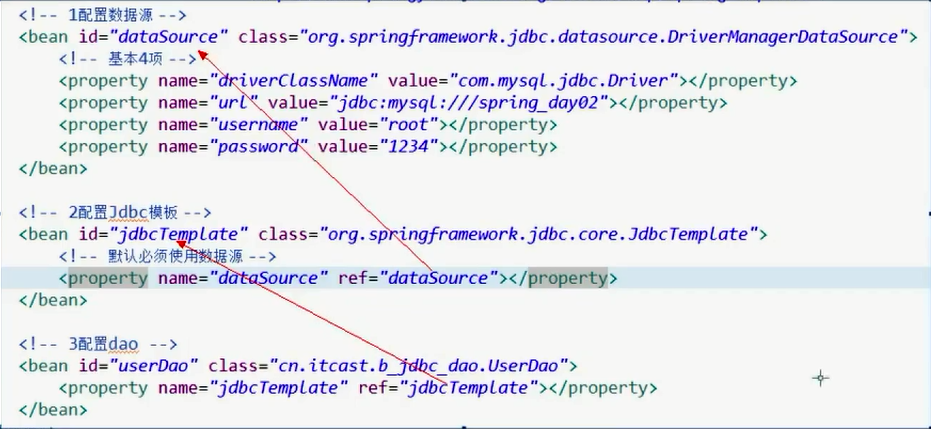 <!-- 1配置数据源 -->
<bean id="dataSource" class="org.springframework.jdbc.datasource.DriverManagerDataSource">
<!-- 基本4项 -->
<property name="driverClassName" value="com.mysql.jdbc.Driver"></property>
<property name="url" value="jdbc:mysql:///spring_day02"></property>
<property name="username" value="root"></property>
<property name="password" value="1234"></property>
</bean>
<!-- 2配置Jdbc模板 -->
<bean id="jdbcTemplate" class="org.springframework.jdbc.core.JdbcTemplate">
<!-- 默认必须使用数据源 -->
<property name="dataSource" ref="dataSource"></property>
</bean>
<!-- 3配置dao -->
<bean id="userDao" class="cn.itcast.b_jdbc_dao.UserDao">
<property name="jdbcTemplate" ref="jdbcTemplate"></property>
</bean>